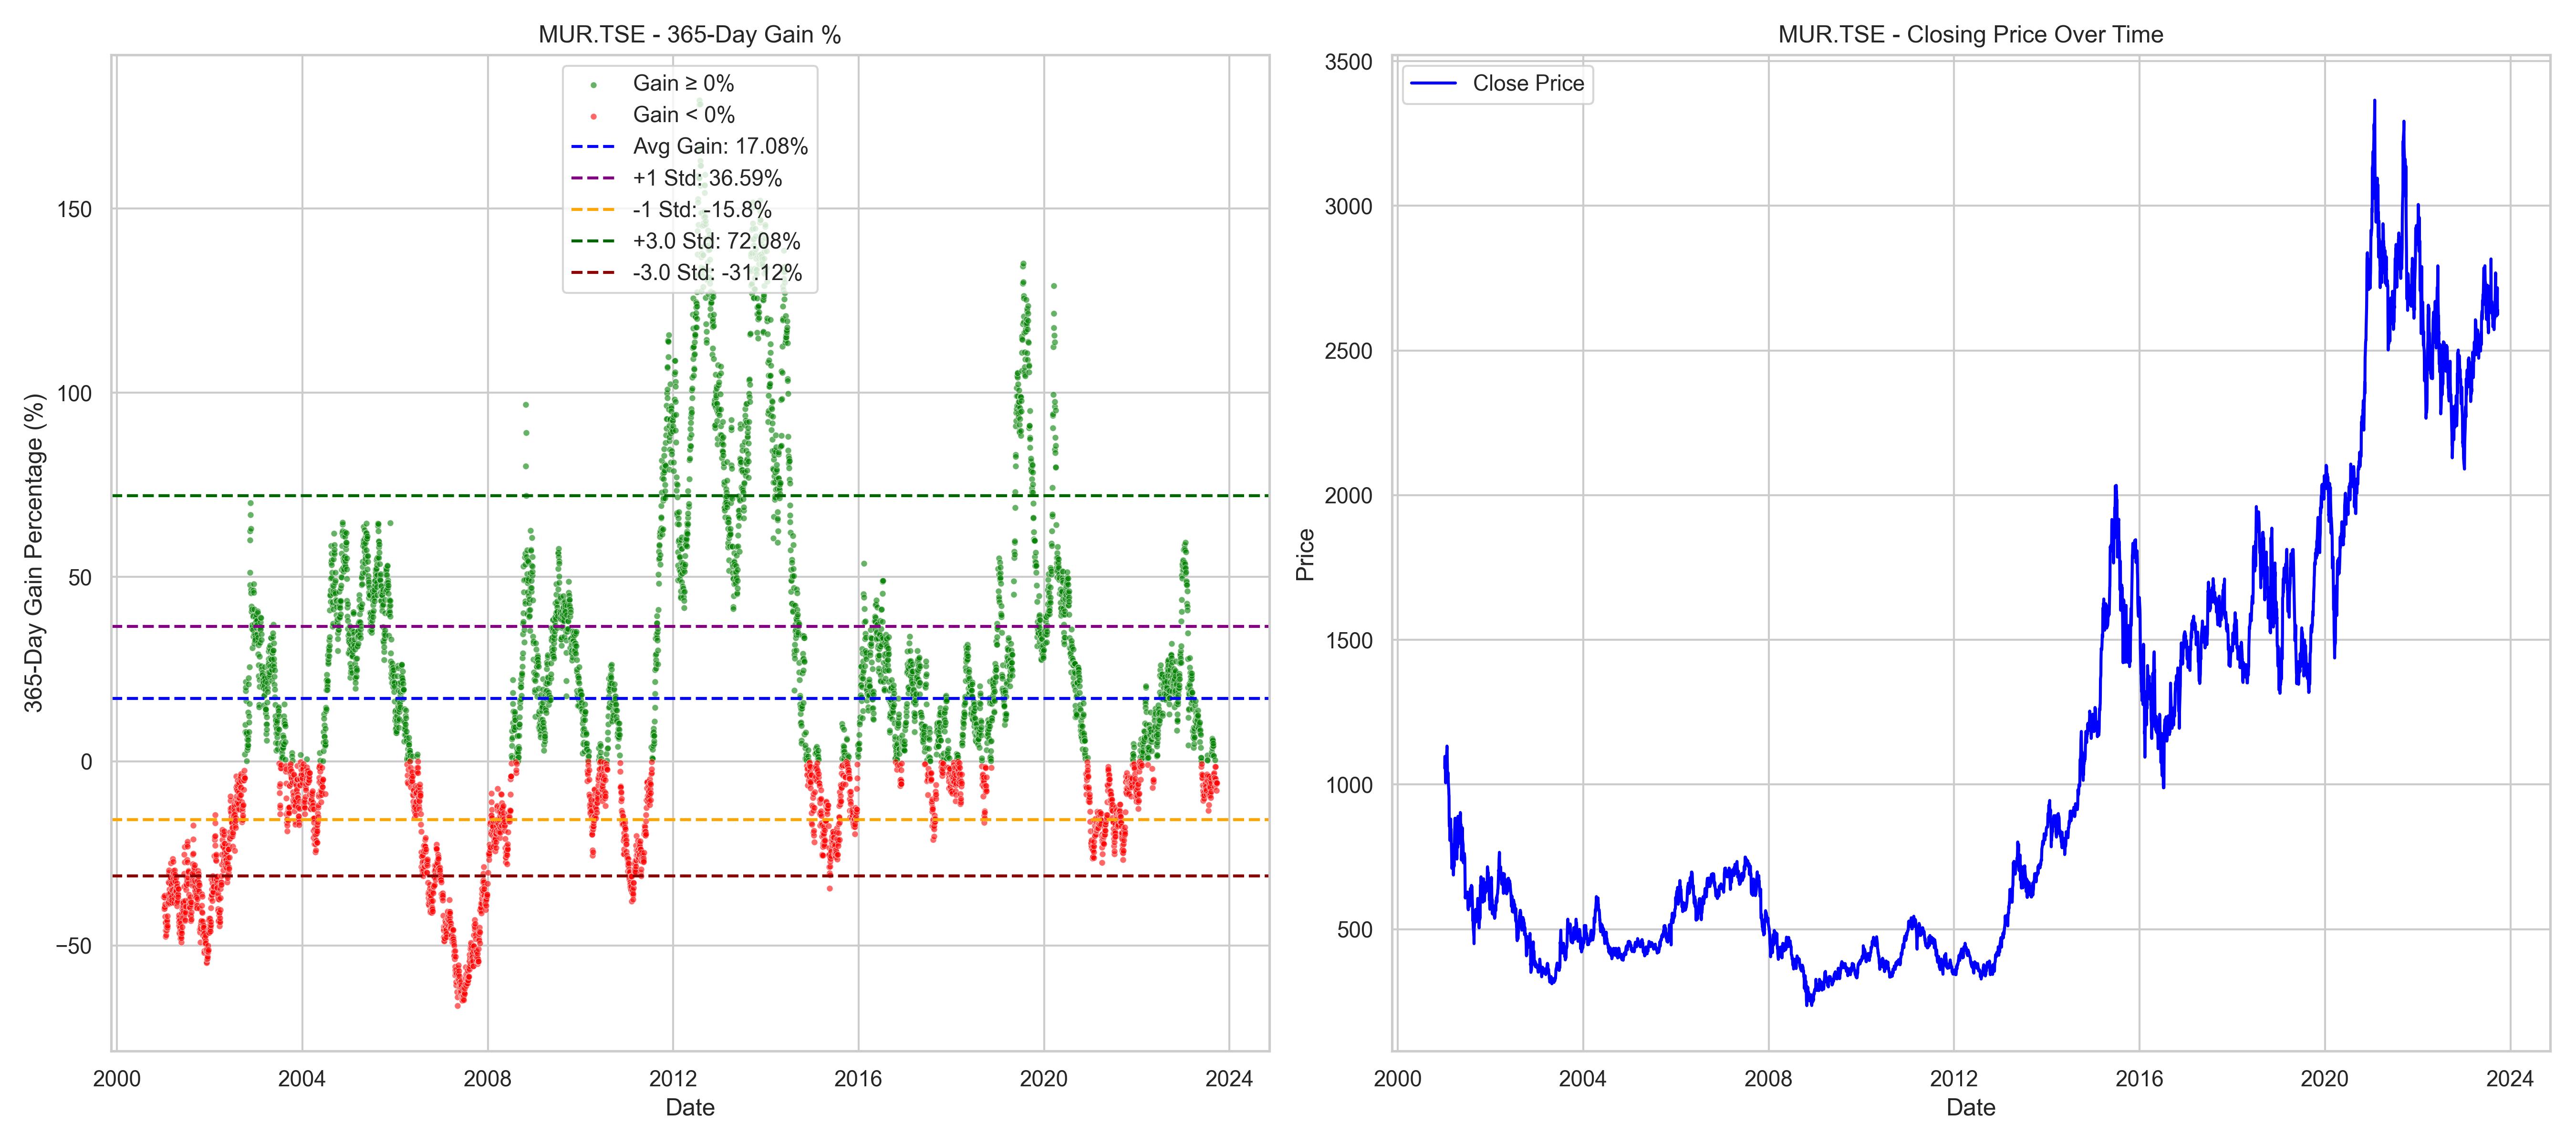 MUR.TSE - 365-Day Gain %
Gain ≥ 0%
Gain < 0%
Avg Gain: 17.08%
+1 Std: 36.59%
-1 Std: -15.8%
+3.0 Std: 72.08%
-3.0 Std: -31.12%
365-Day Gain Percentage (%)
150
100
50
0
−50
2000 2004 2008 2012 2016 2020 2024
Date
MUR.TSE - Closing Price Over Time
Close Price
Price
3500
3000
2500
2000
1500
1000
500
2000 2004 2008 2012 2016 2020 2024
Date